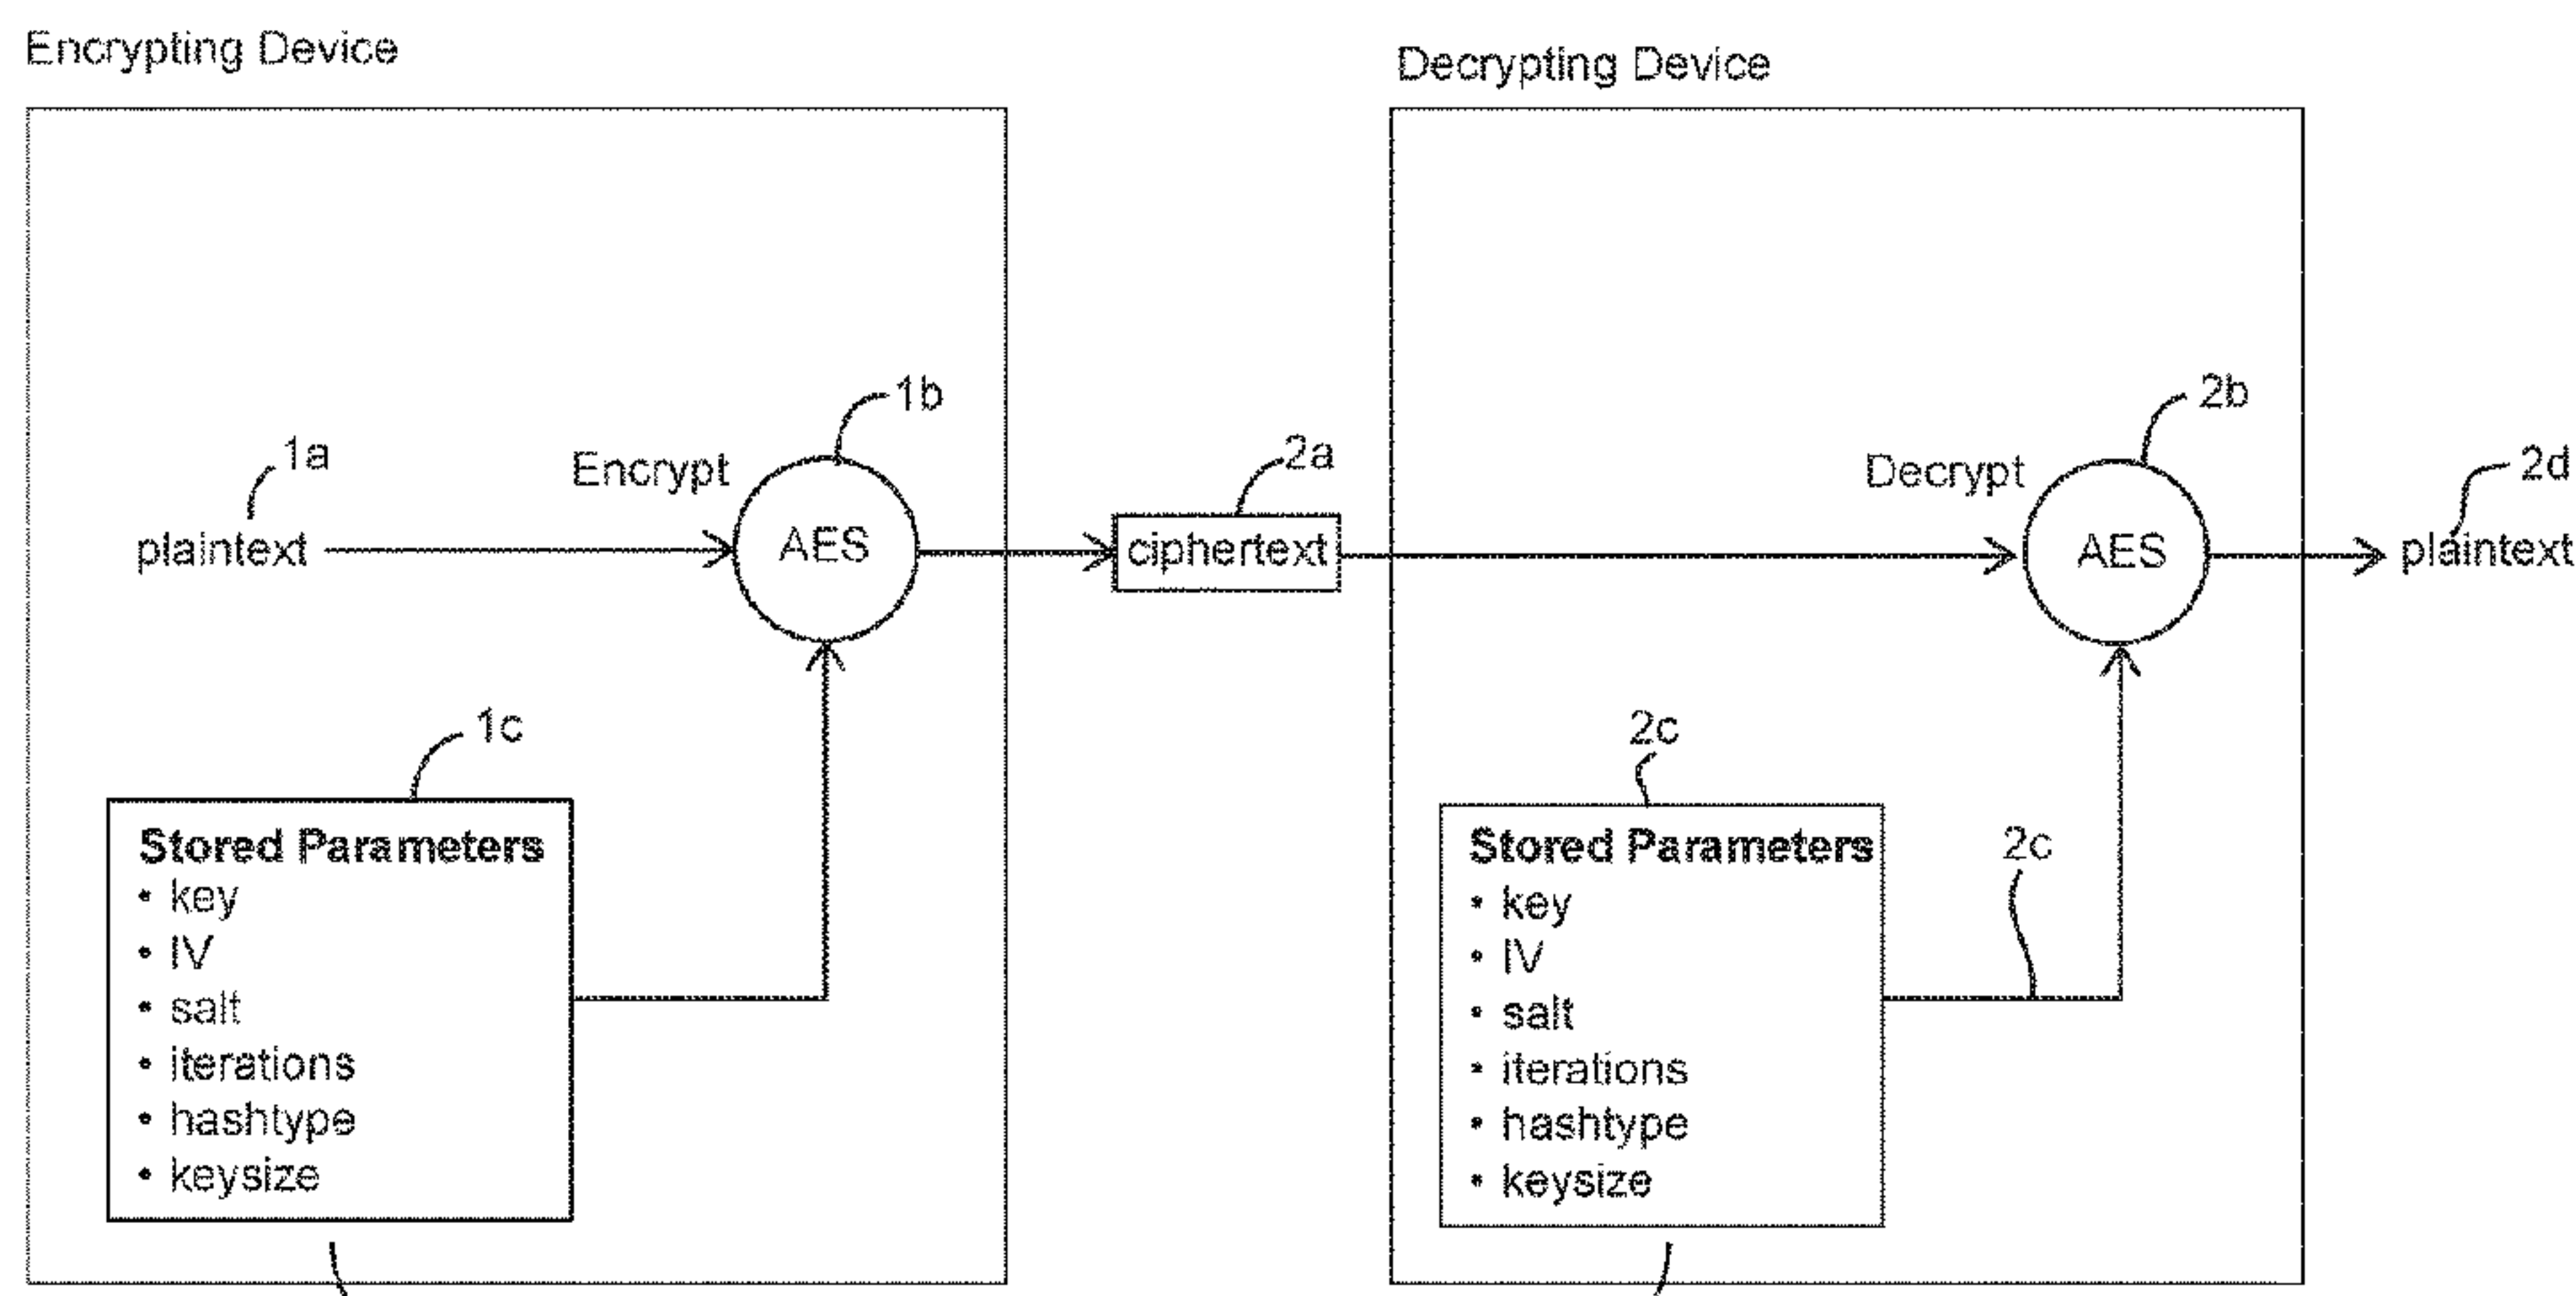 Encrypting Device
1a
plaintext
Encrypt
1b
AES
1c
Stored Parameters
• key
• IV
• salt
• iterations
• hashtype
• keysize
2a
ciphertext
Decrypting Device
Decrypt
2b
AES
2d
plaintext
2c
Stored Parameters
• key
• IV
• salt
• iterations
• hashtype
• keysize
2c